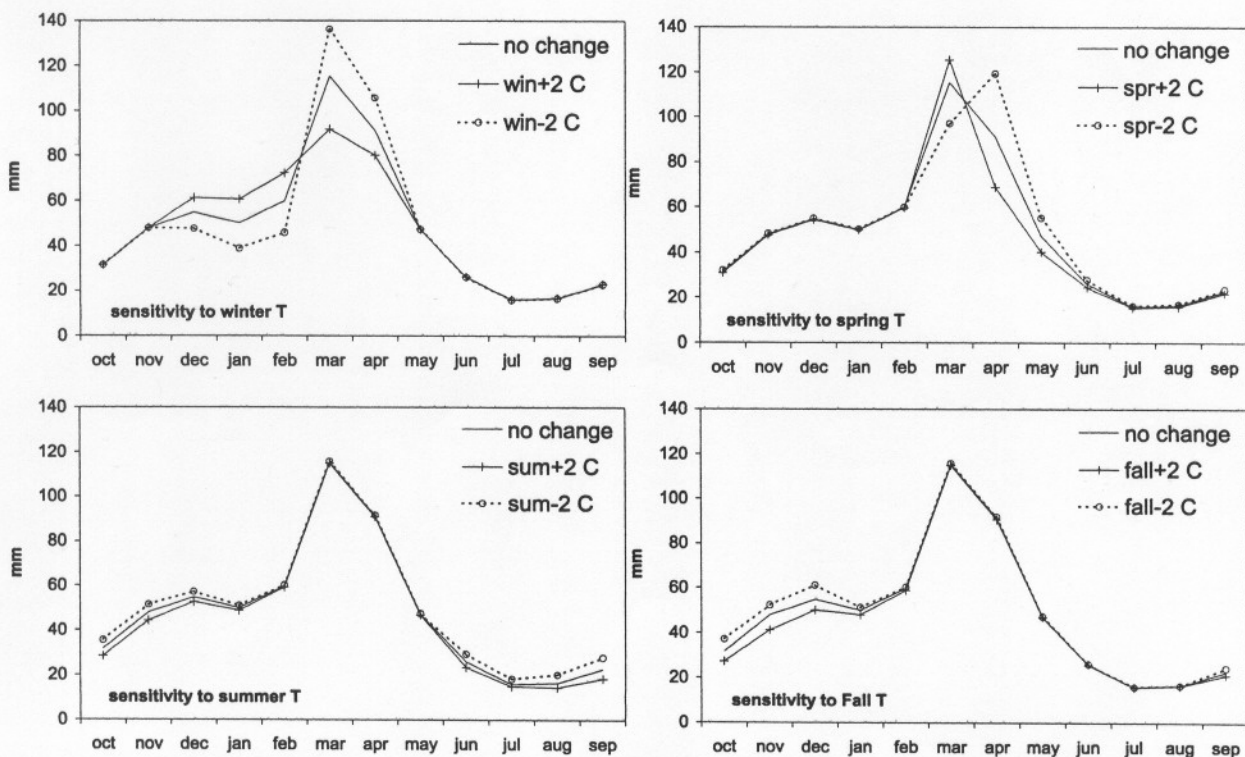 140
120
100
80
60
40
20
0
mm
no change
win+2 C
win-2 C
sensitivity to winter T
oct nov dec jan feb mar apr may jun jul aug sep
140
120
100
80
60
40
20
0
mm
no change
spr+2 C
spr-2 C
sensitivity to spring T
oct nov dec jan feb mar apr may jun jul aug sep
140
120
100
80
60
40
20
0
mm
no change
sum+2 C
sum-2 C
sensitivity to summer T
oct nov dec jan feb mar apr may jun jul aug sep
140
120
100
80
60
40
20
0
mm
no change
fall+2 C
fall-2 C
sensitivity to Fall T
oct nov dec jan feb mar apr may jun jul aug sep